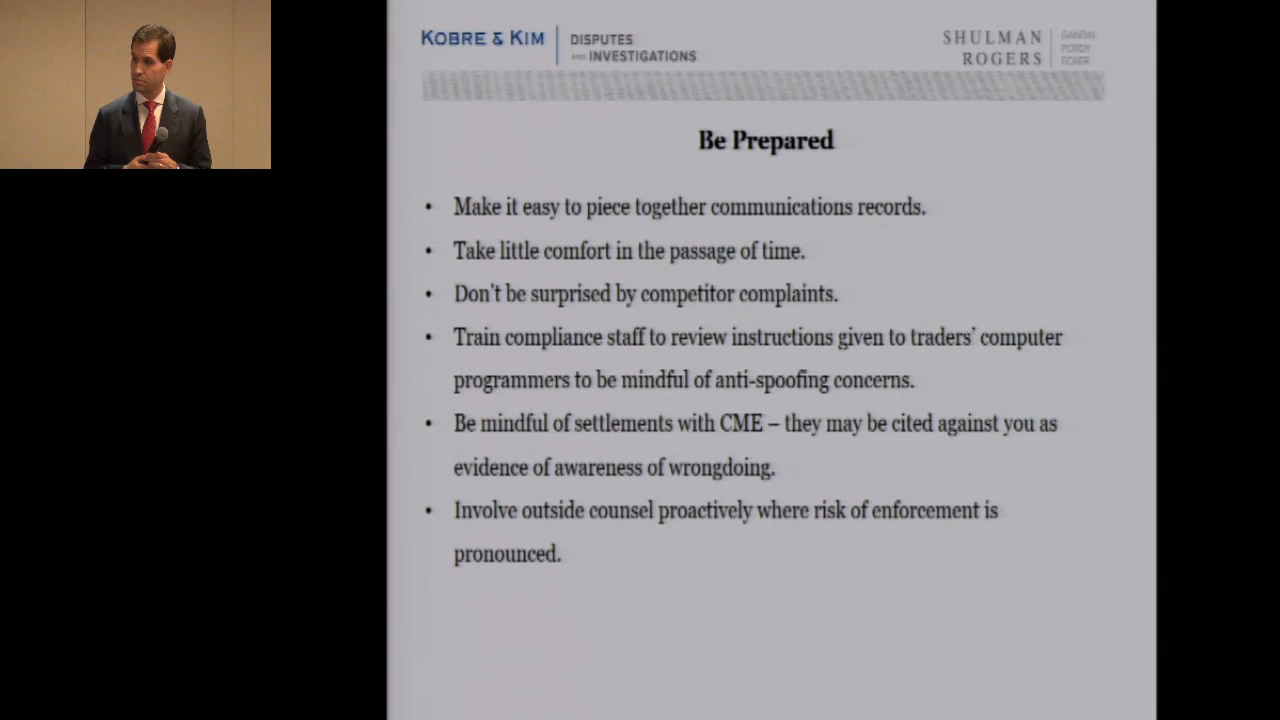 KOBRE & KIM
DISPUTES
AND INVESTIGATIONS
SHULMAN
ROGERS
GANDAL
PORDY
ECKER
Be Prepared
• Make it easy to piece together communications records.
• Take little comfort in the passage of time.
• Don't be surprised by competitor complaints.
• Train compliance staff to review instructions given to traders' computer
programmers to be mindful of anti-spoofing concerns.
• Be mindful of settlements with CME – they may be cited against you as
evidence of awareness of wrongdoing.
• Involve outside counsel proactively where risk of enforcement is
pronounced.